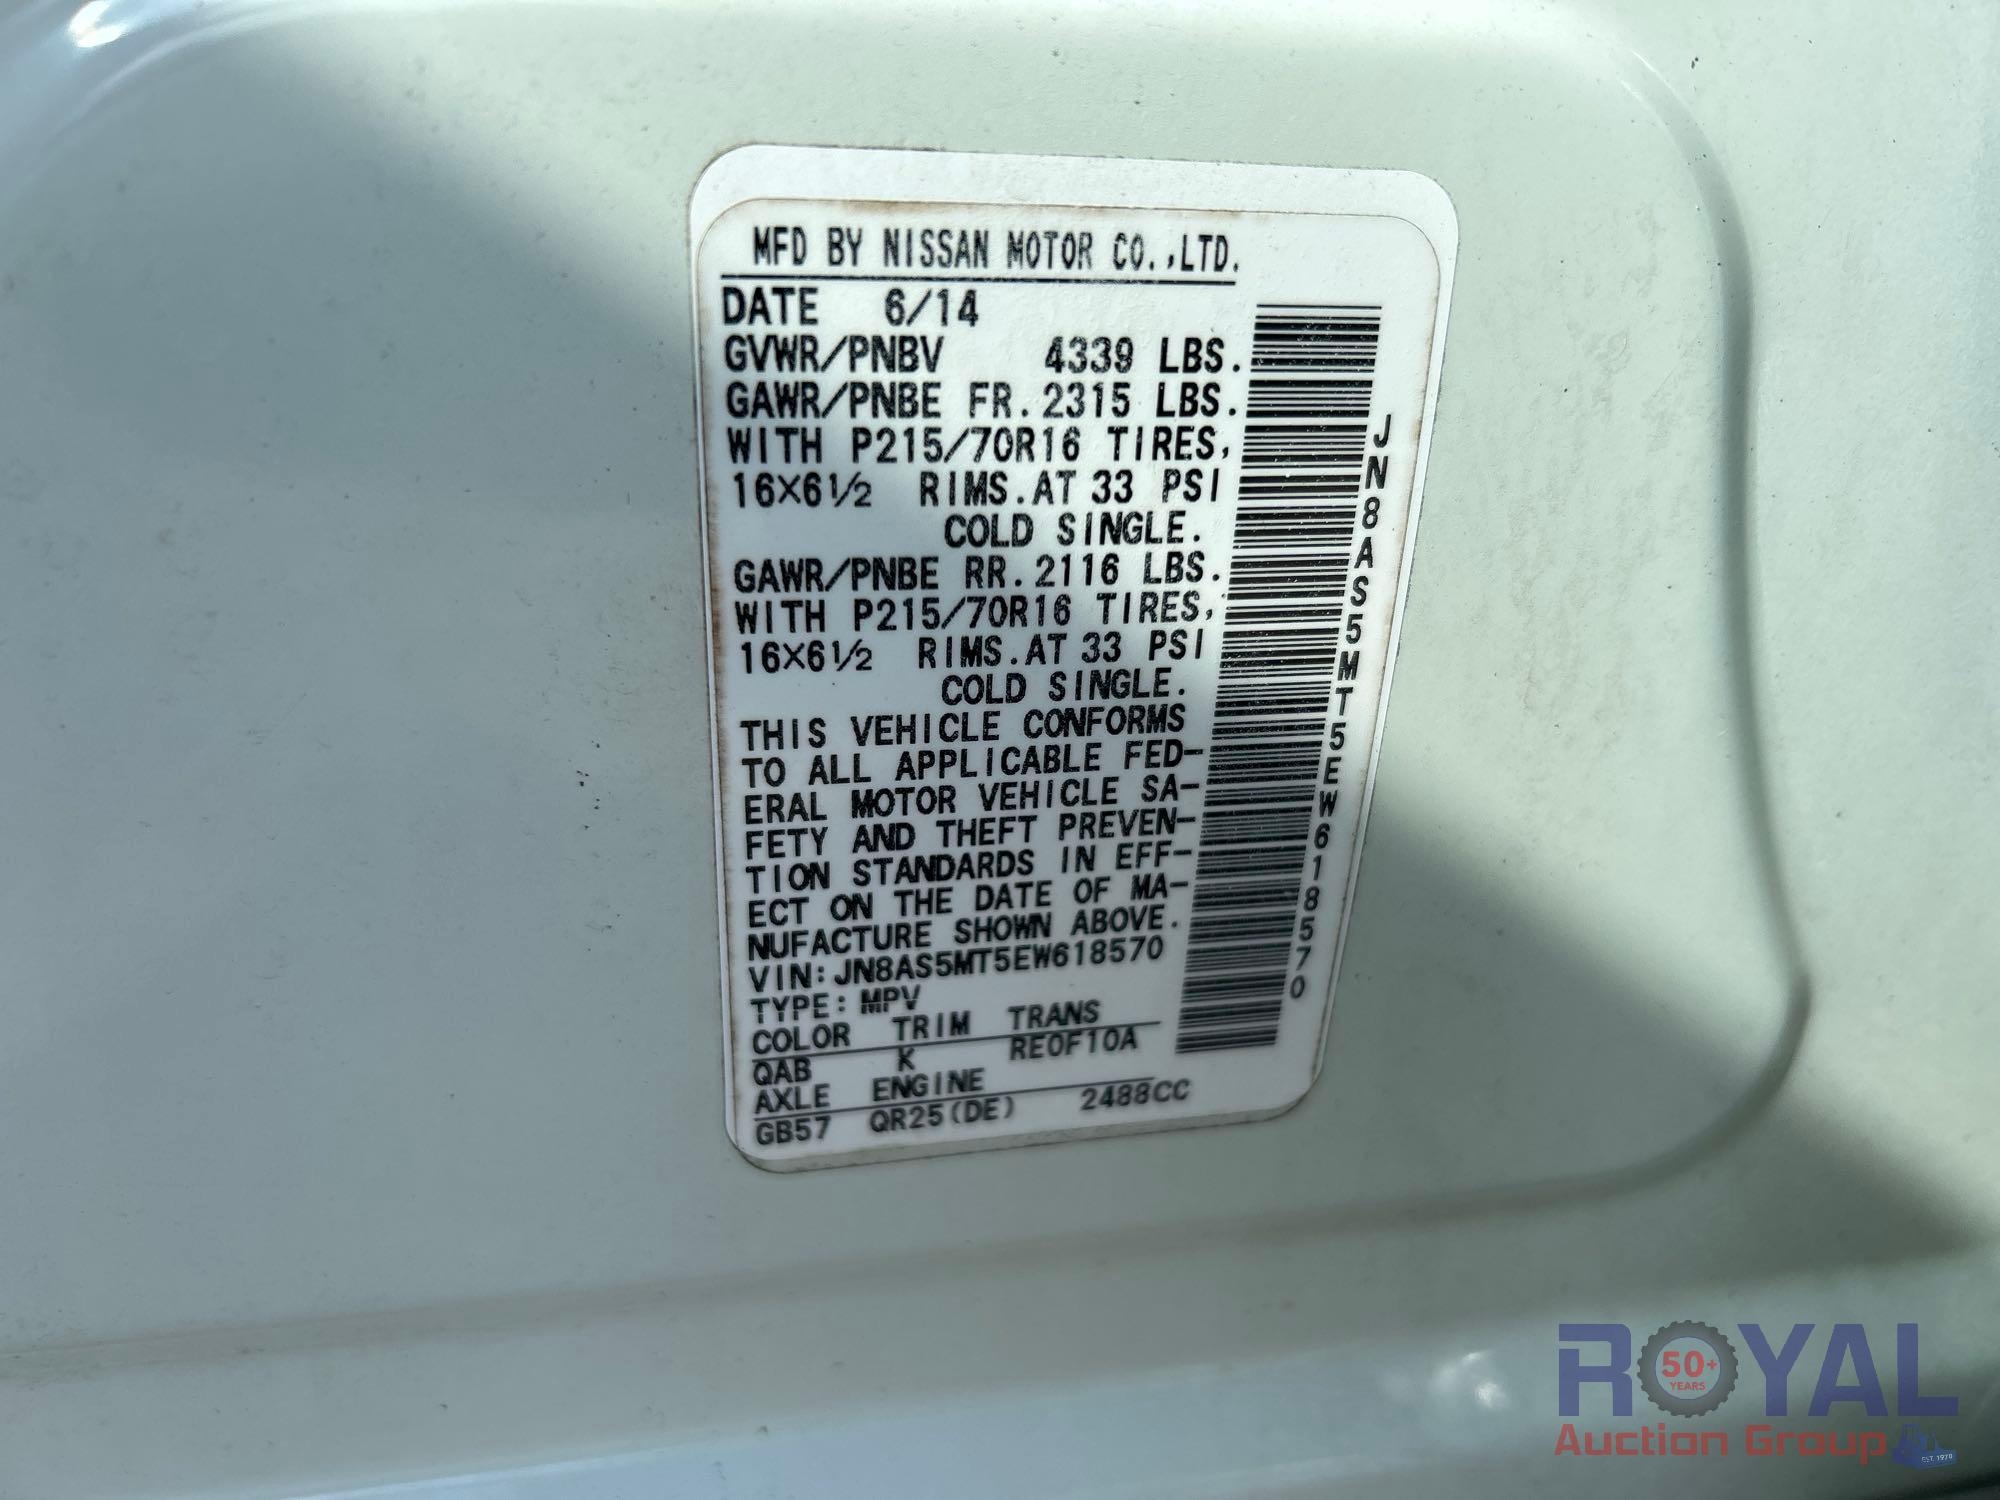 MFD BY NISSAN MOTOR CO.,LTD.
DATE 6/14
GVWR/PNBV 4339 LBS.
GAWR/PNBE FR. 2315 LBS.
WITH P215/70R16 TIRES,
16×6½ RIMS. AT 33 PSI
COLD SINGLE.
GAWR/PNBE RR. 2116 LBS.
WITH P215/70R16 TIRES,
16×6½ RIMS. AT 33 PSI
COLD SINGLE.
THIS VEHICLE CONFORMS
TO ALL APPLICABLE FED-
ERAL MOTOR VEHICLE SA-
FETY AND THEFT PREVEN-
TION STANDARDS IN EFF-
ECT ON THE DATE OF MA-
NUFACTURE SHOWN ABOVE.
VIN: JN8AS5MT5EW618570
TYPE: MPV
COLOR TRIM TRANS
QAB K RE0F10A
AXLE ENGINE
GB57 QR25(DE) 2488CC
JN8AS5MT5EW618570
ROYAL
50+
YEARS
Auction Group
EST. 1970